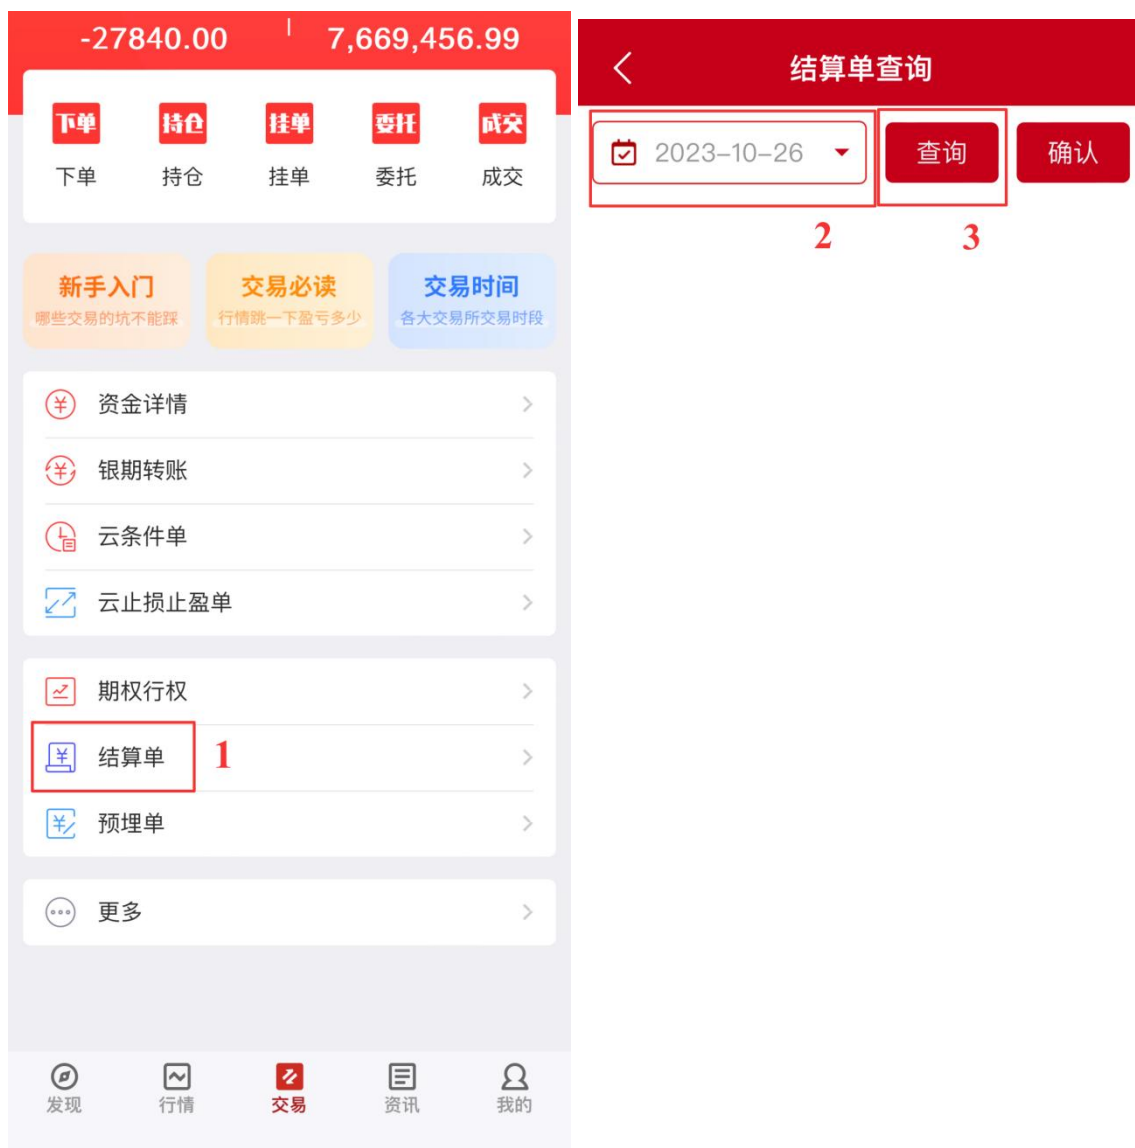 -27840.00 7,669,456.99
下单 持仓 挂单 委托 成交
下单 持仓 挂单 委托 成交
新手入门 交易必读 交易时间
哪些交易的坑不能踩 行情跳一下盈亏多少 各大交易所交易时段
资金详情
银期转账
云条件单
云止损止盈单
期权行权
结算单 1
预埋单
更多
发现 行情 交易 资讯 我的
结算单查询
2023-10-26 查询 确认
2 3